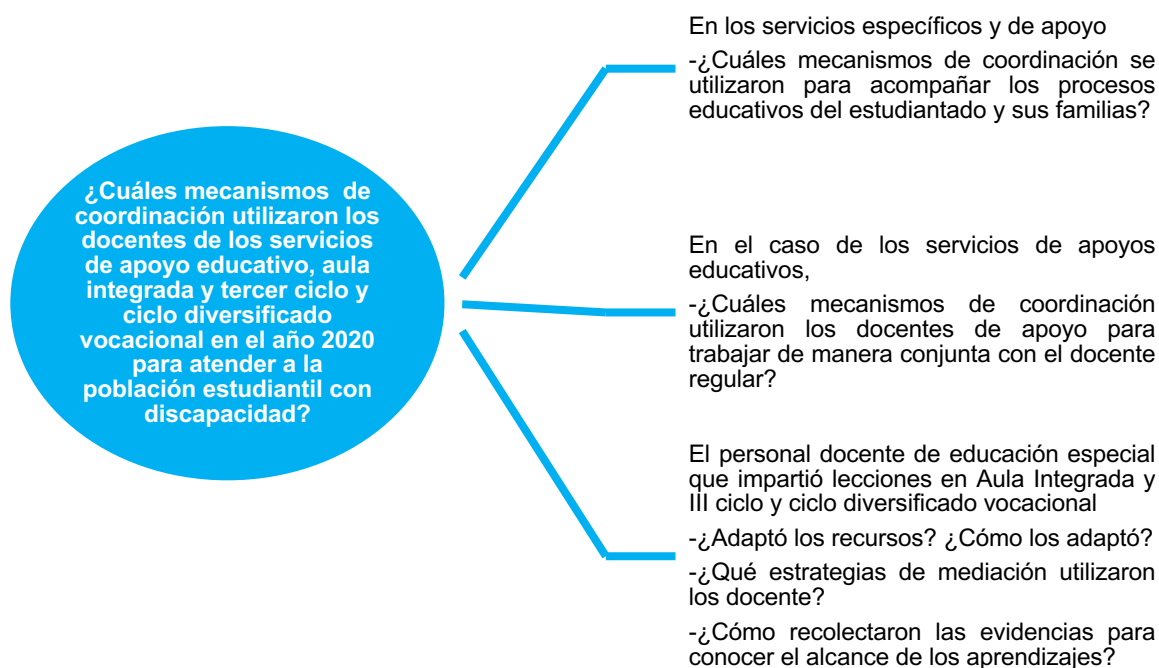 ¿Cuáles mecanismos de
coordinación utilizaron los
docentes de los servicios
de apoyo educativo, aula
integrada y tercer ciclo y
ciclo diversificado
vocacional en el año 2020
para atender a la
población estudiantil con
discapacidad?
En los servicios específicos y de apoyo
-¿Cuáles mecanismos de coordinación se
utilizaron para acompañar los procesos
educativos del estudiantado y sus familias?
En el caso de los servicios de apoyos
educativos,
-¿Cuáles mecanismos de coordinación
utilizaron los docentes de apoyo para
trabajar de manera conjunta con el docente
regular?
El personal docente de educación especial
que impartió lecciones en Aula Integrada y
III ciclo y ciclo diversificado vocacional
-¿Adaptó los recursos? ¿Cómo los adaptó?
-¿Qué estrategias de mediación utilizaron
los docente?
-¿Cómo recolectaron las evidencias para
conocer el alcance de los aprendizajes?